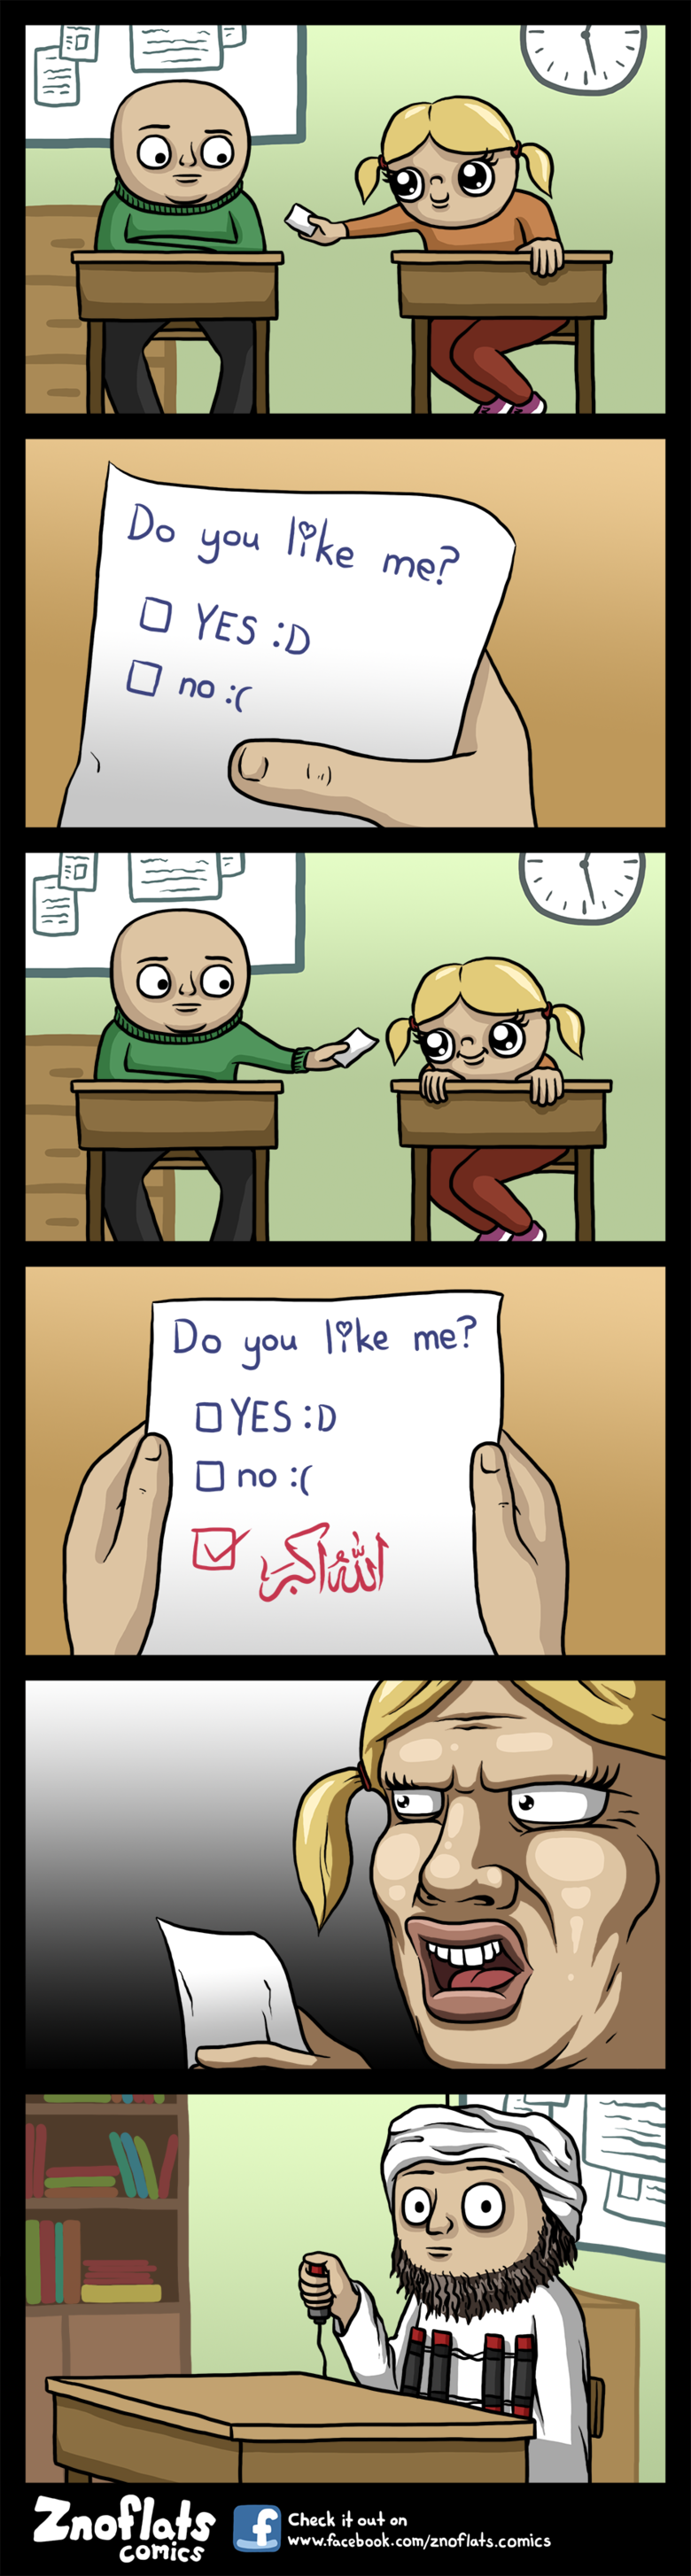 Do you like me?
YES :D
no :(
Do you like me?
YES :D
no :(
الله اكبر
Znoflats
comics
f
Check it out on
www.facebook.com/znoflats.comics